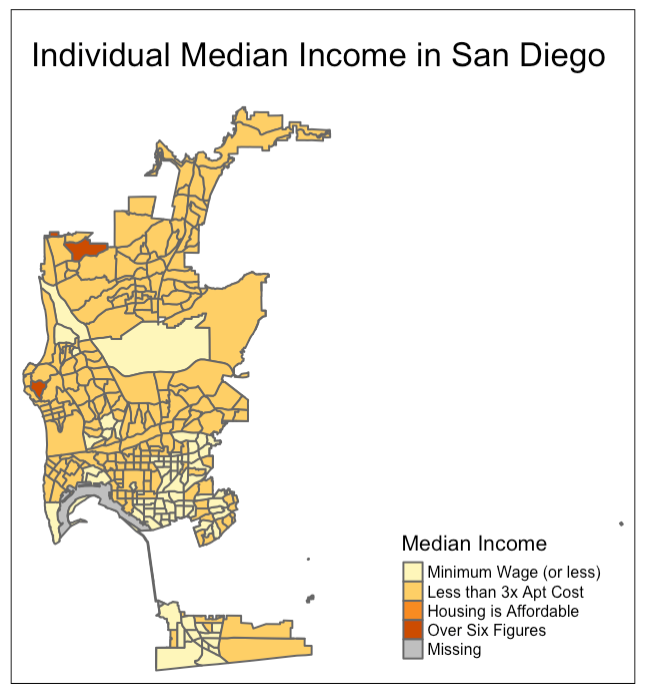 Individual Median Income in San Diego
Median Income
Minimum Wage (or less)
Less than 3x Apt Cost
Housing is Affordable
Over Six Figures
Missing